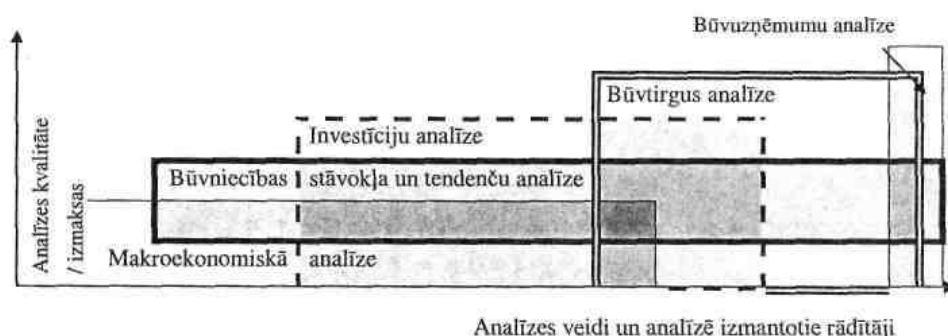 Būvuzņēmumu analīze
Būvtirgus analīze
Investīciju analīze
Būvniecības stāvokļa un tendenču analīze
Makroekonomiskā analīze
Analīzes kvalitāte
/ izmaksas
Analīzes veidi un analīzē izmantotie rādītāji